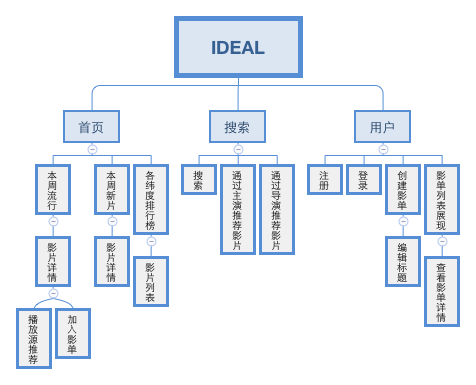 IDEAL
首页
搜索
用户
本周流行
本周新片
各纬度排行榜
搜索
通过主演推荐影片
通过导演推荐影片
注册
登录
创建影单
影单列表展现
影片详情
影片详情
影片列表
编辑标题
查看影单详情
播放源推荐
加入影单